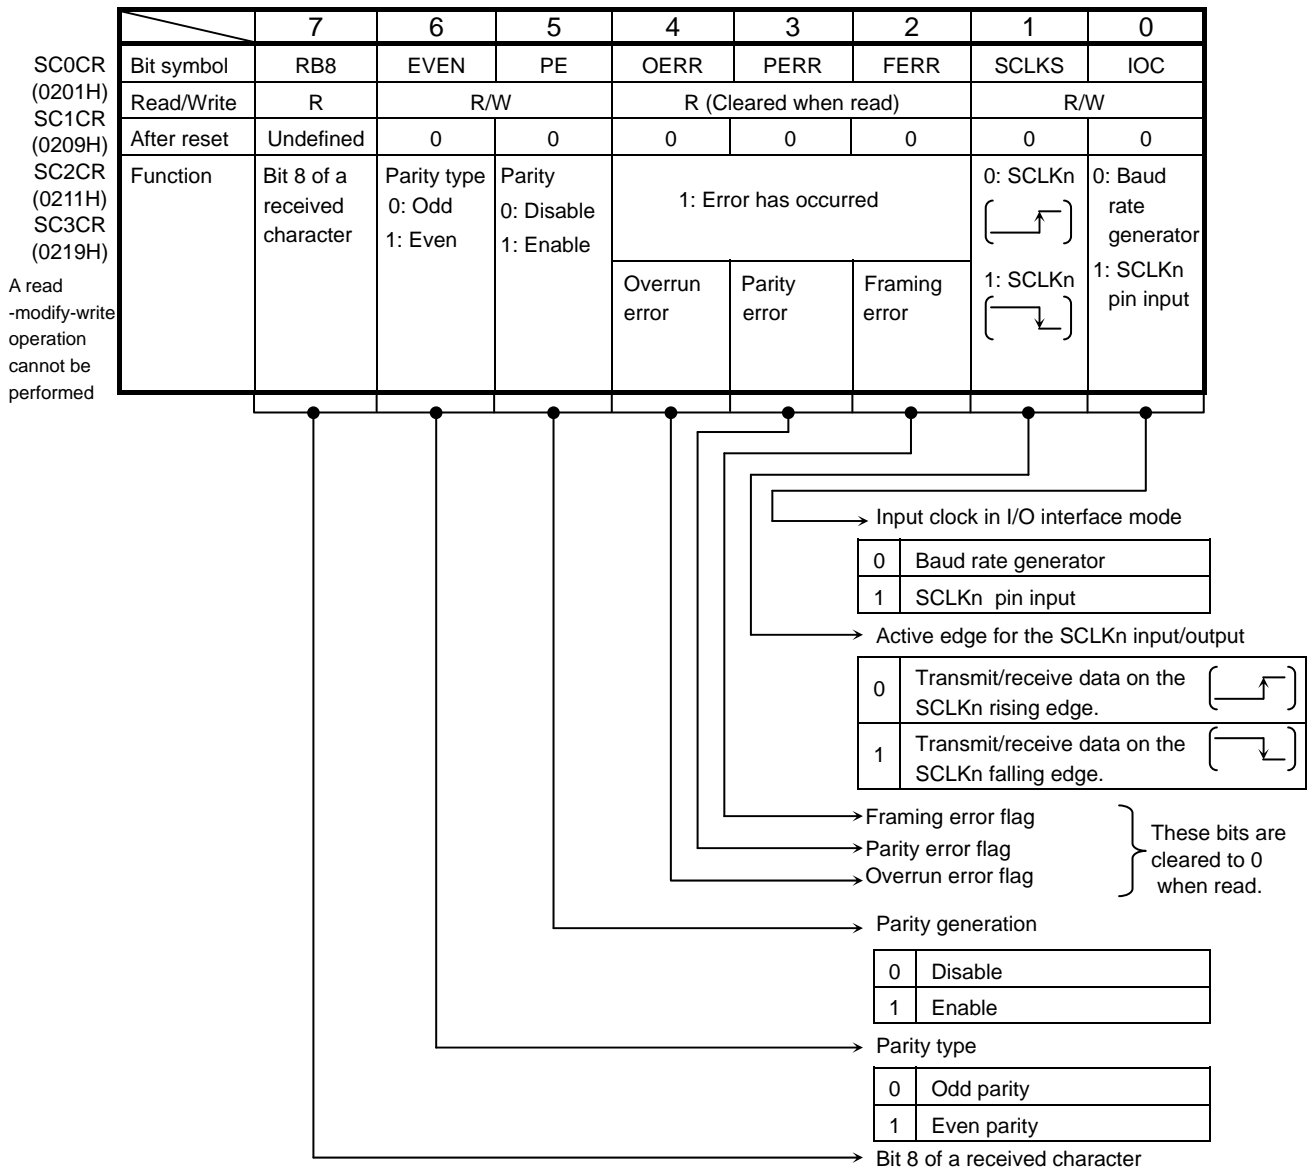 7 6 5 4 3 2 1 0
SC0CR
(0201H)
SC1CR
(0209H)
SC2CR
(0211H)
SC3CR
(0219H)
A read
-modify-write
operation
cannot be
performed
Bit symbol RB8 EVEN PE OERR PERR FERR SCLKS IOC
Read/Write R R/W R (Cleared when read) R/W
After reset Undefined 0 0 0 0 0 0 0
Function
Bit 8 of a
received
character
Parity type
0: Odd
1: Even
Parity
0: Disable
1: Enable
1: Error has occurred
Overrun
error
Parity
error
Framing
error
0: SCLKn
1: SCLKn
0: Baud
rate
generator
1: SCLKn
pin input
Input clock in I/O interface mode
0 Baud rate generator
1 SCLKn pin input
Active edge for the SCLKn input/output
0 Transmit/receive data on the
SCLKn rising edge.
1 Transmit/receive data on the
SCLKn falling edge.
Framing error flag
Parity error flag
Overrun error flag
These bits are
cleared to 0
when read.
Parity generation
0 Disable
1 Enable
Parity type
0 Odd parity
1 Even parity
Bit 8 of a received character